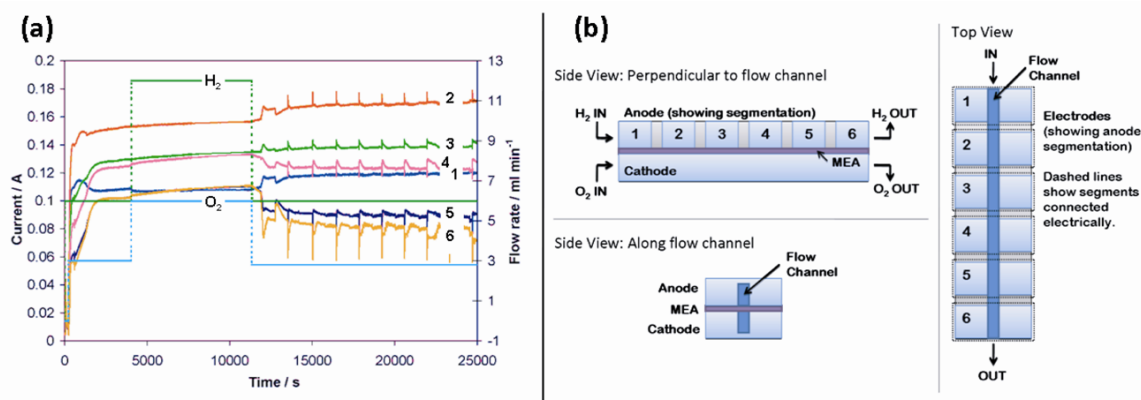 (a)
0.2
0.18
0.16
0.14
0.12
0.1
0.08
0.06
0.04
0.02
0
Current / A
H₂
O₂
2
3
4
1
5
6
13
11
9
7
5
3
1
-1
Flow rate / ml min⁻¹
0
5000
10000
15000
20000
25000
Time / s
(b)
Side View: Perpendicular to flow channel
H₂ IN
Anode (showing segmentation)
H₂ OUT
1 2 3 4 5 6
MEA
Cathode
O₂ IN
O₂ OUT
Side View: Along flow channel
Flow
Channel
Anode
MEA
Cathode
Top View
IN
Flow
Channel
1
2
3
4
5
6
Electrodes
(showing anode
segmentation)
Dashed lines
show segments
connected
electrically.
OUT